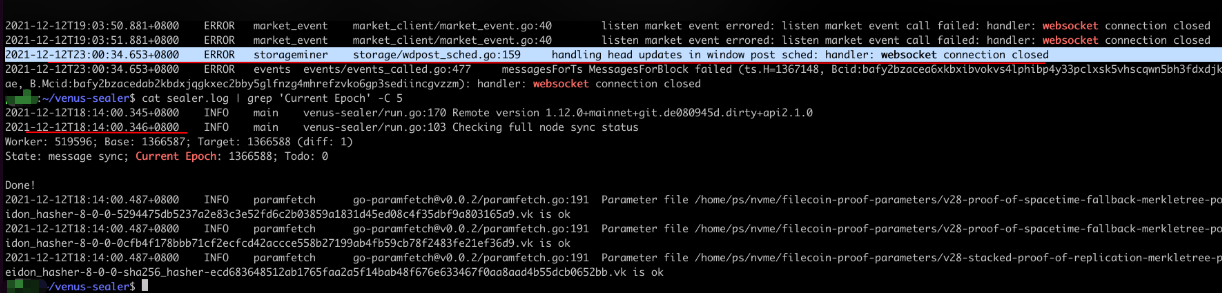 2021-12-12T19:03:50.881+0800 ERROR market_event market_client/market_event.go:40 listen market event errored: listen market event call failed: handler: websocket connection closed
2021-12-12T19:03:51.881+0800 ERROR market_event market_client/market_event.go:40 listen market event errored: listen market event call failed: handler: websocket connection closed
2021-12-12T23:00:34.653+0800 ERROR storageminer storage/wdpost_sched.go:159 handling head updates in window post sched: handler: websocket connection closed
2021-12-12T23:00:34.653+0800 ERROR events events/events_called.go:477 messagesForTs MessagesForBlock failed (ts.H=1367148, Bcid:bafy2bzacea6xkbxibvokvs4lphibp4y33pclxsk5vhscqwn5bh3fdxdjk
ae, B.Mcid:bafy2bzacedab2kbdxjqgkxec2bby5glfnzg4mhrefzvko6gp3sediincgvzzm): handler: websocket connection closed
:~/venus-sealer$ cat sealer.log | grep 'Current Epoch' -C 5
2021-12-12T18:14:00.345+0800 INFO main venus-sealer/run.go:170 Remote version 1.12.0+mainnet+git.de080945d.dirty+api2.1.0
2021-12-12T18:14:00.346+0800 INFO main venus-sealer/run.go:103 Checking full node sync status
Worker: 519596; Base: 1366587; Target: 1366588 (diff: 1)
State: message sync; Current Epoch: 1366588; Todo: 0
Done!
2021-12-12T18:14:00.487+0800 INFO paramfetch go-paramfetch@v0.0.2/paramfetch.go:191 Parameter file /home/ps/nvme/filecoin-proof-parameters/v28-proof-of-spacetime-fallback-merkletree-po
idon_hasher-8-0-0-5294475db5237a2e83c3e52fd6c2b03859a1831d45ed08c4f35dbf9a803165a9.vk is ok
2021-12-12T18:14:00.487+0800 INFO paramfetch go-paramfetch@v0.0.2/paramfetch.go:191 Parameter file /home/ps/nvme/filecoin-proof-parameters/v28-proof-of-spacetime-fallback-merkletree-po
idon_hasher-8-0-0-0cfb4f178bbb71cf2ecfcd42accce558b27199ab4fb59cb78f2483fe21ef36d9.vk is ok
2021-12-12T18:14:00.487+0800 INFO paramfetch go-paramfetch@v0.0.2/paramfetch.go:191 Parameter file /home/ps/nvme/filecoin-proof-parameters/v28-stacked-proof-of-replication-merkletree-p
eidon_hasher-8-0-0-sha256_hasher-ecd683648512ab1765faa2a5f14bab48f676e633467f0aa8aad4b55dcb0652bb.vk is ok
~/venus-sealer$